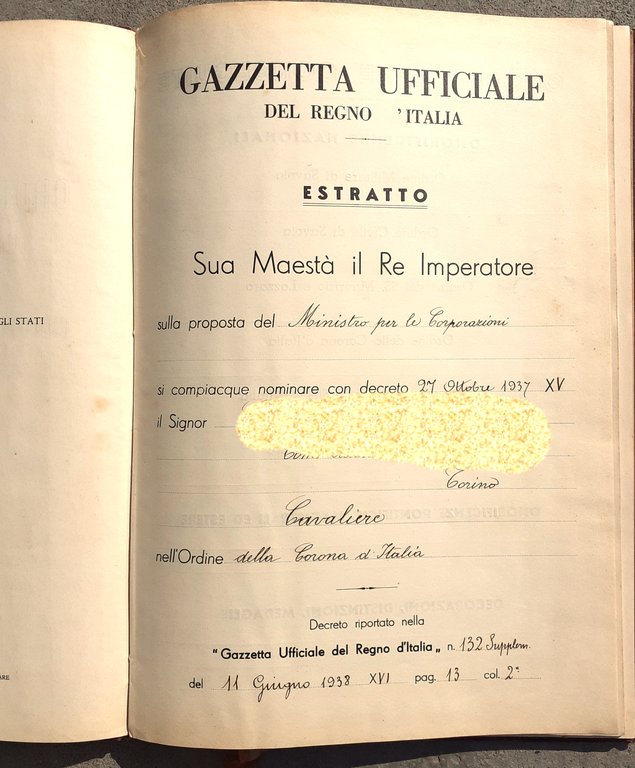 GLI STATI
ARE
GAZZETTA UFFICIALE
DEL REGNO 'ITALIA
ESTRATTO
Sua Maestà il Re Imperatore
sulla proposta del Ministro per le Corporazioni
si compiacque nominare con decreto 27 Ottobre 1937 XV
il Signor
Torino
Cavaliere
nell'Ordine della Corona d'Italia
Decreto riportato nella
"Gazzetta Ufficiale del Regno d'Italia„ n. 132 Supplem.
del 11 Giugno 1938 XVI pag. 13 col. 2ª